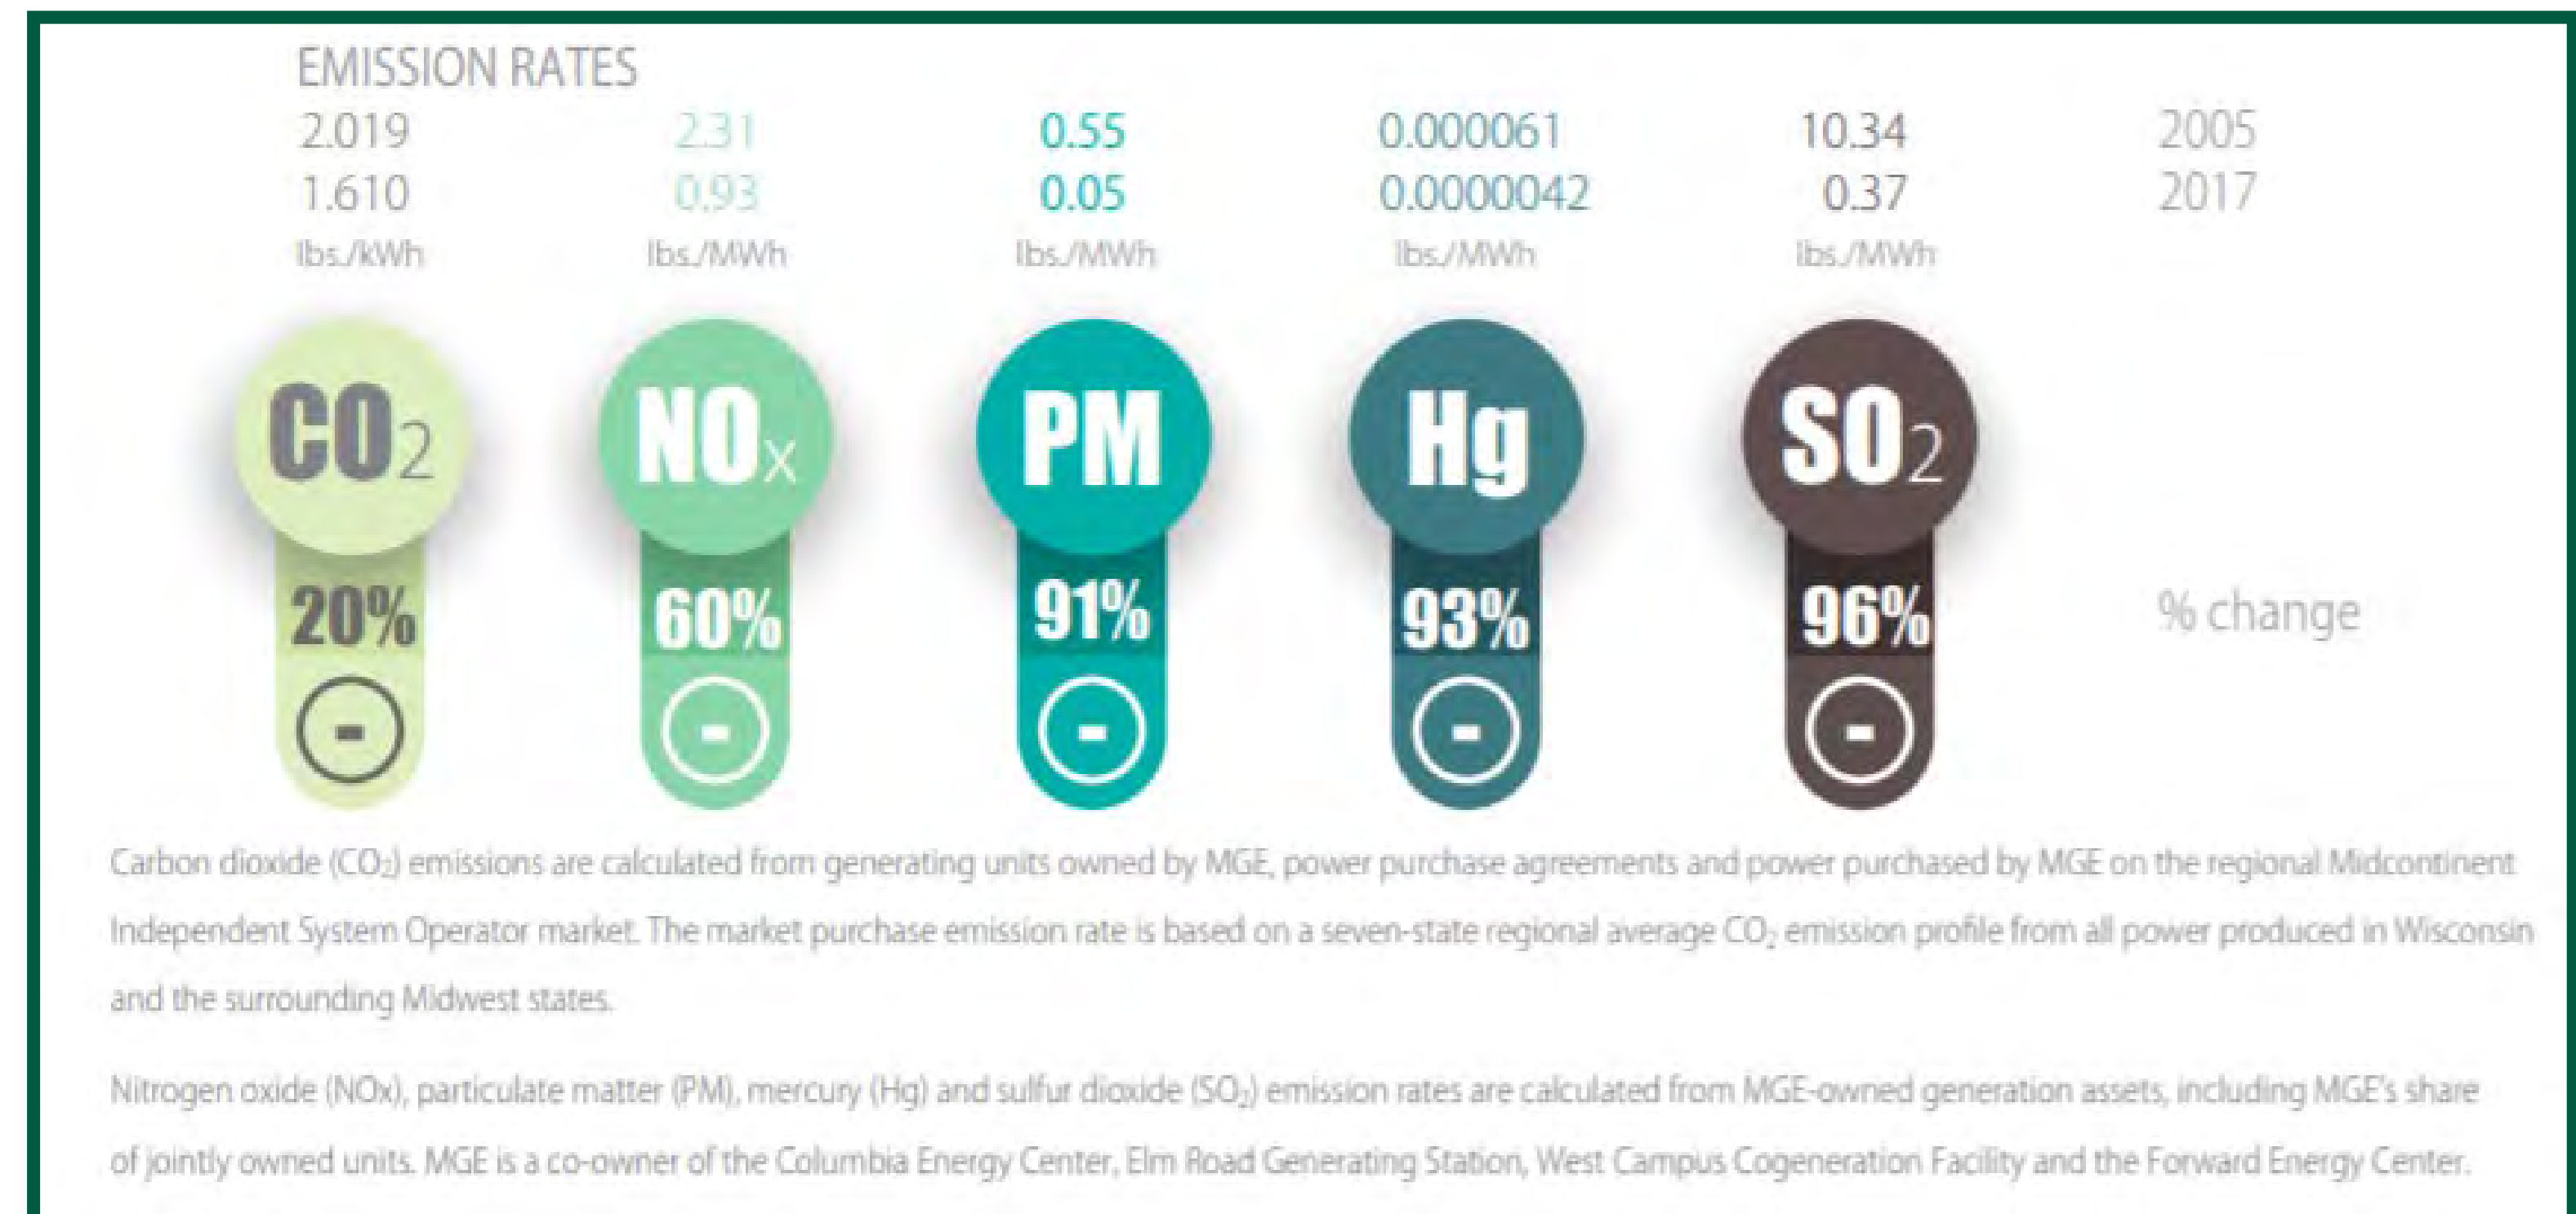 EMISSION RATES
2.019 2.31 0.55 0.000061 10.34 2005
1.610 0.93 0.05 0.0000042 0.37 2017
lbs./kWh lbs./MWh lbs./MWh lbs./MWh lbs./MWh
CO₂ NOx PM Hg SO₂
20% 60% 91% 93% 96% % change
- - - - -
Carbon dioxide (CO₂) emissions are calculated from generating units owned by MGE, power purchase agreements and power purchased by MGE on the regional Midcontinent
Independent System Operator market. The market purchase emission rate is based on a seven-state regional average CO₂ emission profile from all power produced in Wisconsin
and the surrounding Midwest states.
Nitrogen oxide (NOx), particulate matter (PM), mercury (Hg) and sulfur dioxide (SO₂) emission rates are calculated from MGE-owned generation assets, including MGE's share
of jointly owned units. MGE is a co-owner of the Columbia Energy Center, Elm Road Generating Station, West Campus Cogeneration Facility and the Forward Energy Center.